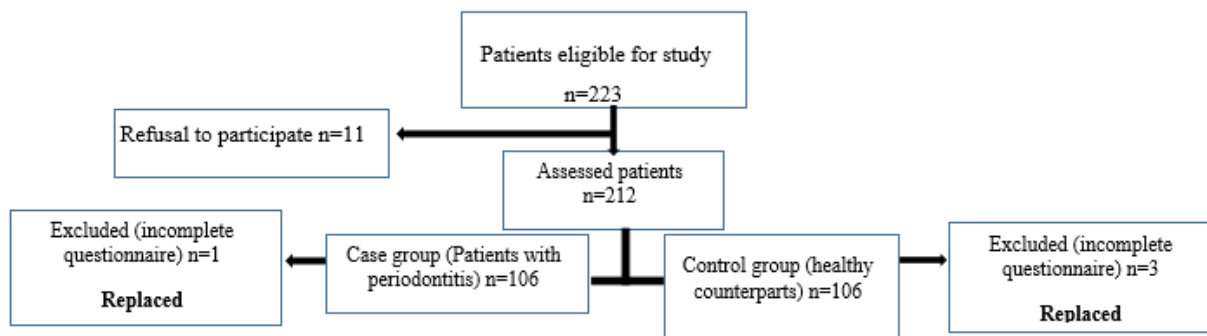 Patients eligible for study
n=223
Refusal to participate n=11
Assessed patients
n=212
Excluded (incomplete
questionnaire) n=1
Replaced
Case group (Patients with
periodontitis) n=106
Control group (healthy
counterparts) n=106
Excluded (incomplete
questionnaire) n=3
Replaced